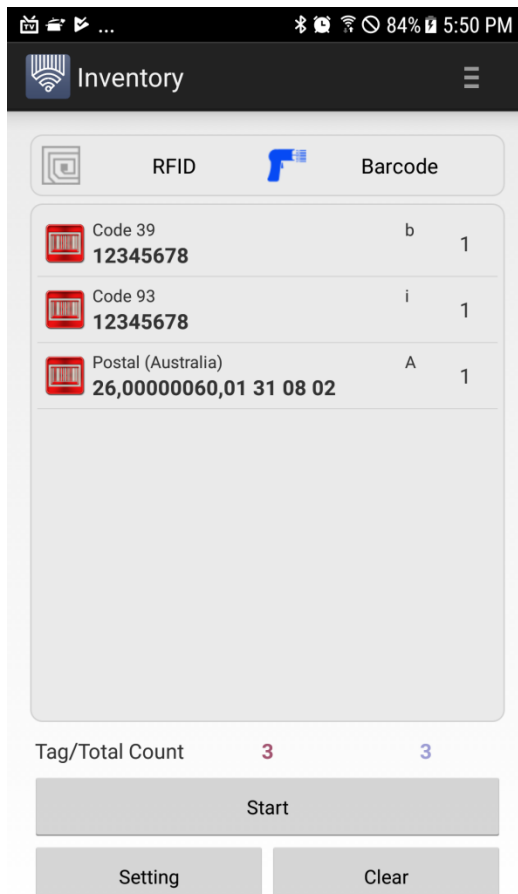 ... 84% 5:50 PM
Inventory
RFID Barcode
Code 39 b
12345678 1
Code 93 i
12345678 1
Postal (Australia) A
26,00000060,01 31 08 02 1
Tag/Total Count 3 3
Start
Setting Clear